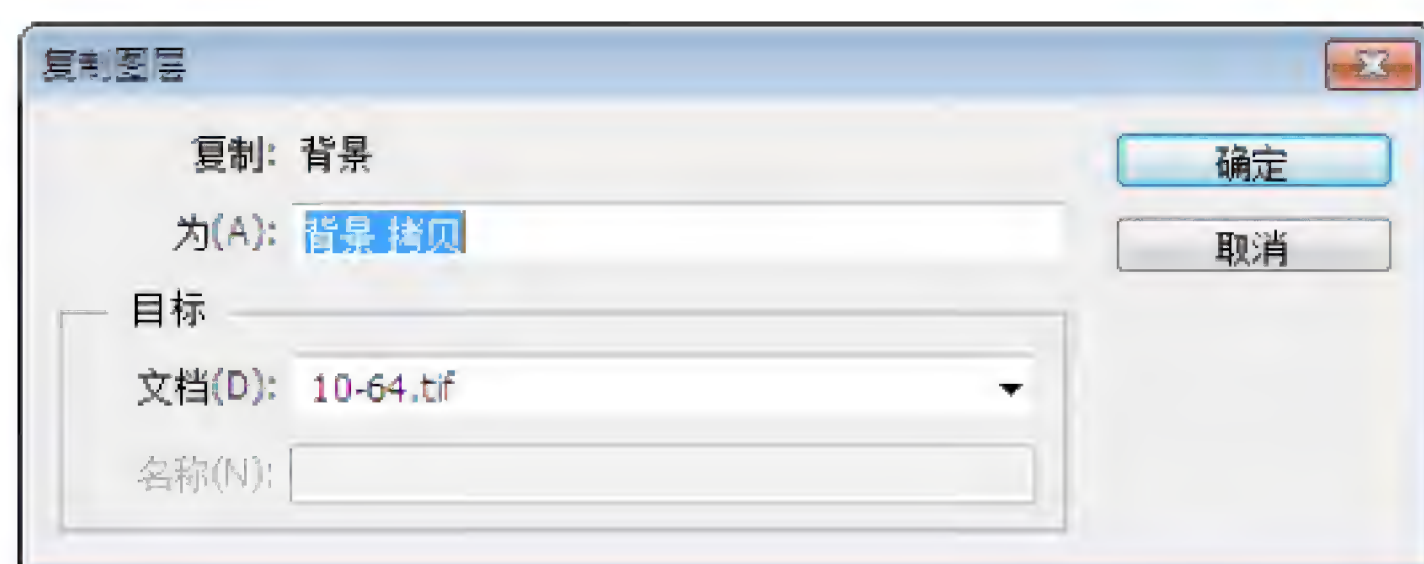 复制图层
复制: 背景
确定
为(A): 背景 拷贝
取消
目标
文档(D): 10-64.tif
名称(N):